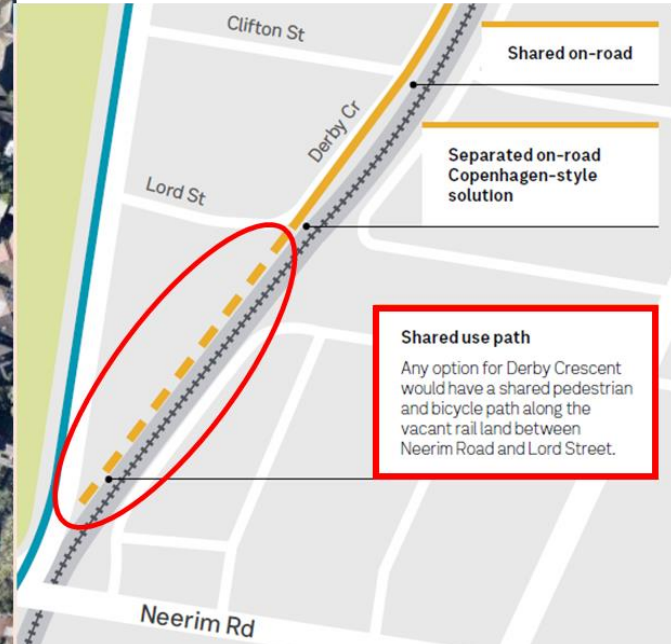 Clifton St
Shared on-road
Derby Cr
Separated on-road
Copenhagen-style
solution
Lord St
Shared use path
Any option for Derby Crescent
would have a shared pedestrian
and bicycle path along the
vacant rail land between
Neerim Road and Lord Street.
Neerim Rd